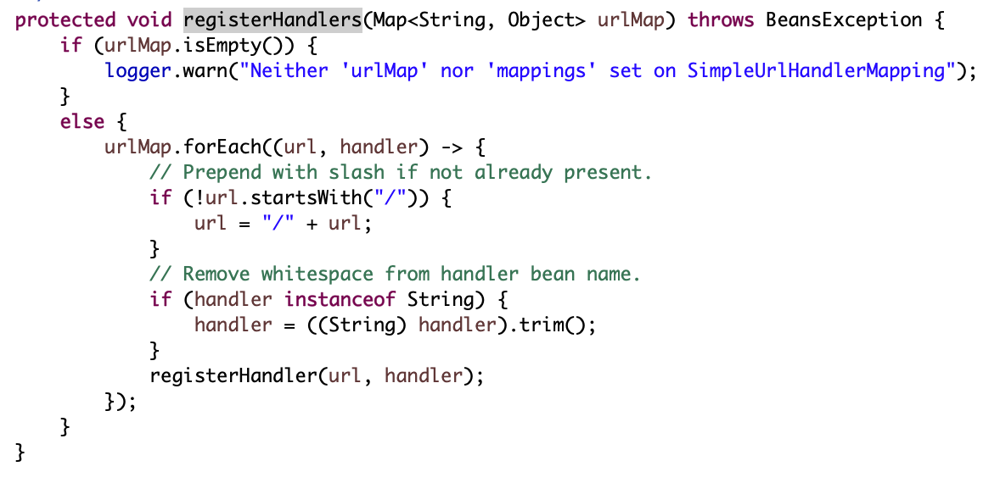 protected void registerHandlers(Map<String, Object> urlMap) throws BeansException {
    if (urlMap.isEmpty()) {
        logger.warn("Neither 'urlMap' nor 'mappings' set on SimpleUrlHandlerMapping");
    }
    else {
        urlMap.forEach((url, handler) -> {
            // Prepend with slash if not already present.
            if (!url.startsWith("/")) {
                url = "/" + url;
            }
            // Remove whitespace from handler bean name.
            if (handler instanceof String) {
                handler = ((String) handler).trim();
            }
            registerHandler(url, handler);
        });
    }
}